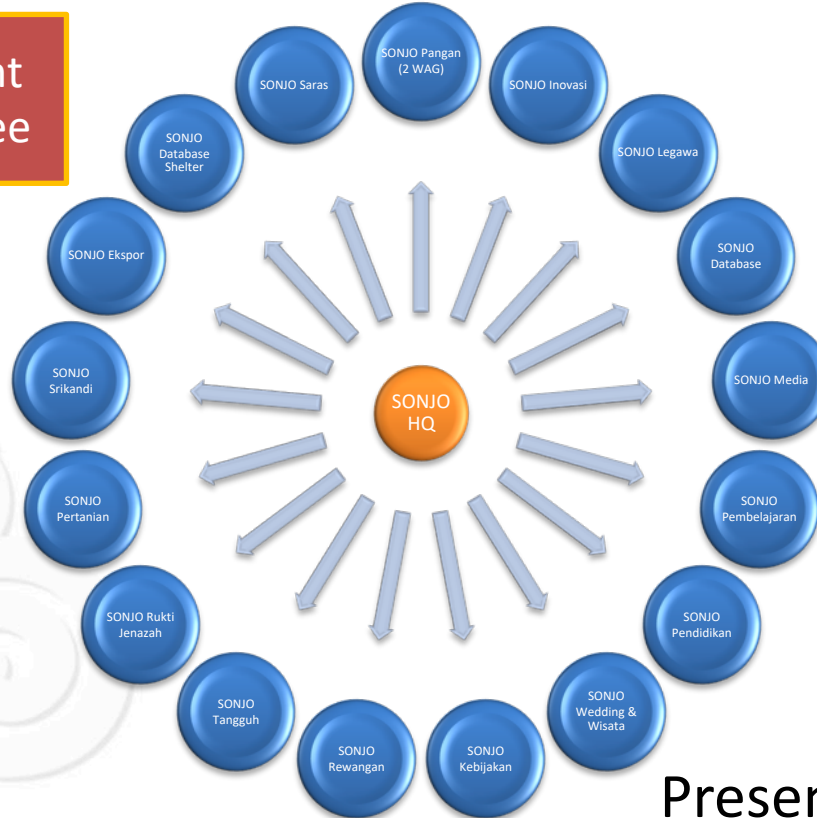 SONJO Pangan
(2 WAG)
SONJO Inovasi
SONJO Legawa
SONJO
Database
SONJO Media
SONJO
Pembelajaran
SONJO
Pendidikan
SONJO
Wedding &
Wisata
SONJO
Kebijakan
SONJO
Rewangan
SONJO
Tangguh
SONJO Rukti
Jenazah
SONJO
Pertanian
SONJO
Srikandi
SONJO Ekspor
SONJO
Database
Shelter
SONJO Saras
SONJO
HQ